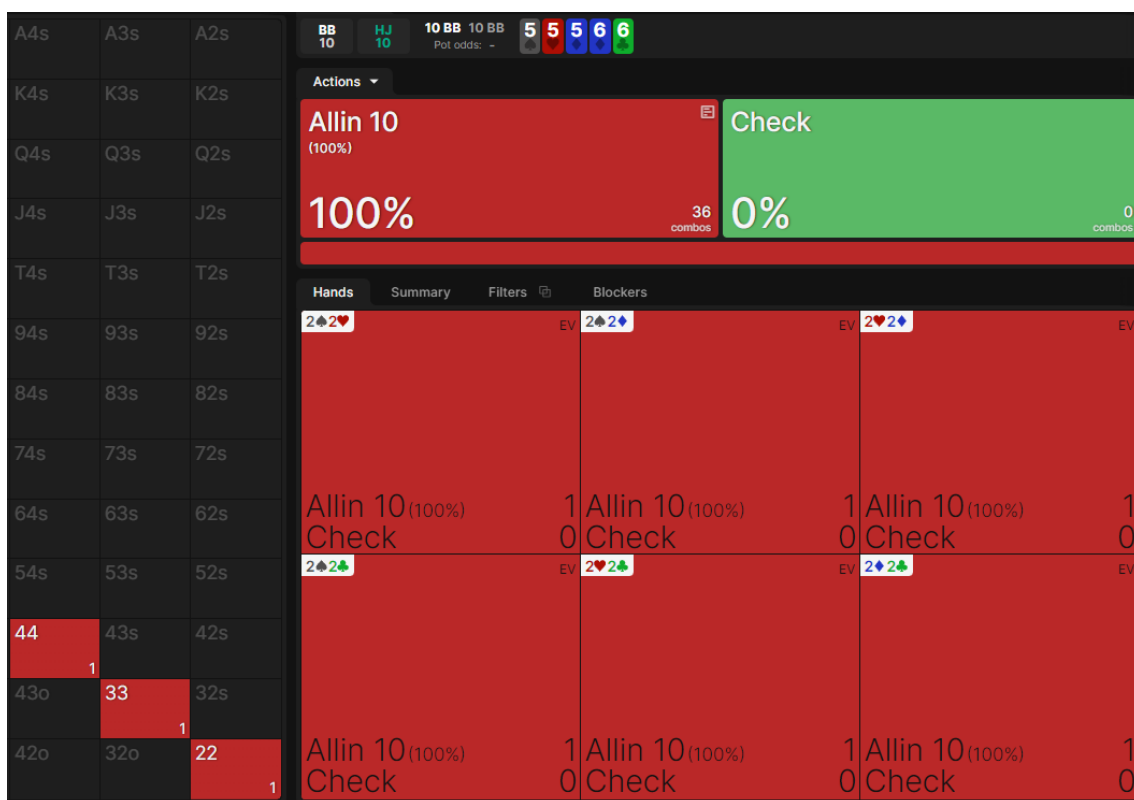 A4s A3s A2s
K4s K3s K2s
Q4s Q3s Q2s
J4s J3s J2s
T4s T3s T2s
94s 93s 92s
84s 83s 82s
74s 73s 72s
64s 63s 62s
54s 53s 52s
44 43s 42s
1
43o 33 32s
1
42o 32o 22
1
BB HJ 10 BB 10 BB 5♠ 5♥ 5♦ 6♦ 6♣
10 10 Pot odds: -
Actions
Allin 10 Check
(100%)
100% 36 0% 0
combos combos
Hands Summary Filters Blockers
2♠2♥ EV 2♠2♦ EV 2♥2♦ EV
Allin 10 (100%) 1 Allin 10 (100%) 1 Allin 10 (100%) 1
Check 0 Check 0 Check 0
2♠2♣ EV 2♥2♣ EV 2♦2♣ EV
Allin 10 (100%) 1 Allin 10 (100%) 1 Allin 10 (100%) 1
Check 0 Check 0 Check 0